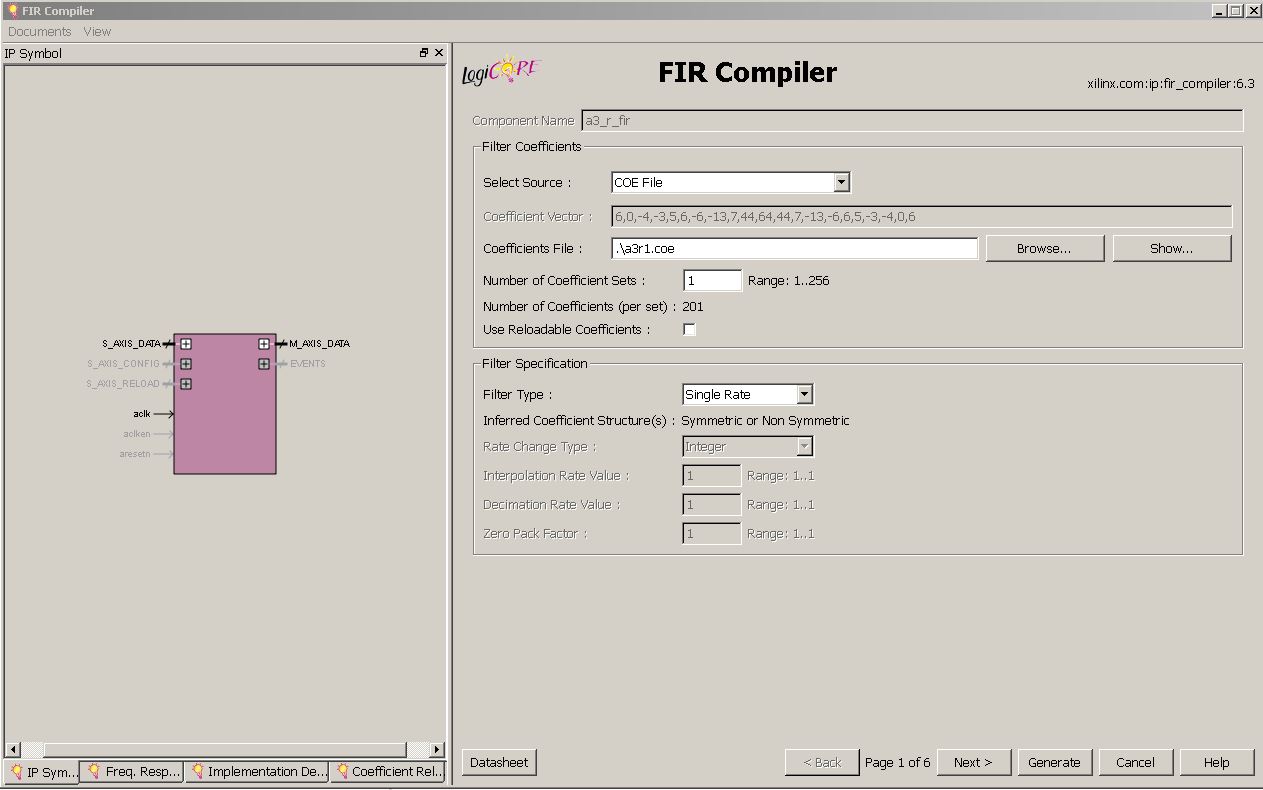 FIR Compiler
Documents View
IP Symbol
LogiCORE
FIR Compiler
xilinx.com:ip:fir_compiler:6.3
Component Name a3_r_fir
Filter Coefficients
Select Source : COE File
Coefficient Vector : 6,0,-4,-3,5,6,-6,-13,7,44,64,44,7,-13,-6,6,5,-3,-4,0,6
Coefficients File : .\a3r1.coe Browse... Show...
Number of Coefficient Sets : 1 Range: 1..256
Number of Coefficients (per set) : 201
Use Reloadable Coefficients :
Filter Specification
Filter Type : Single Rate
Inferred Coefficient Structure(s) : Symmetric or Non Symmetric
Rate Change Type : Integer
Interpolation Rate Value : 1 Range: 1..1
Decimation Rate Value : 1 Range: 1..1
Zero Pack Factor : 1 Range: 1..1
S_AXIS_DATA M_AXIS_DATA
S_AXIS_CONFIG EVENTS
S_AXIS_RELOAD
aclk
aclken
aresetn
IP Sym... Freq. Resp... Implementation De... Coefficient Rel...
Datasheet < Back Page 1 of 6 Next > Generate Cancel Help